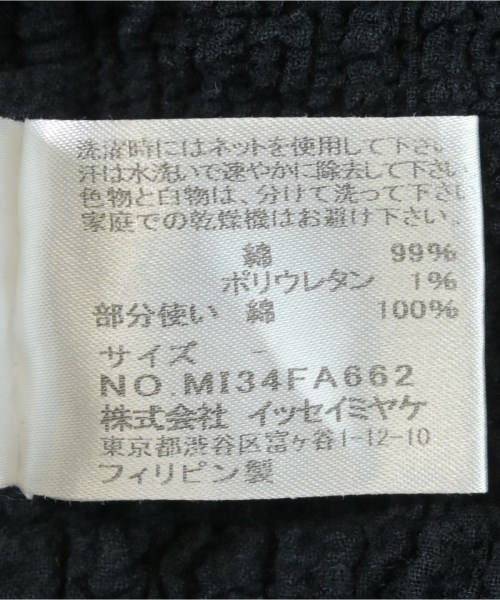 洗濯時にはネットを使用して下さい
汗は水洗いで速やかに除去して下さい
色物と白物は、分けて洗って下さい
家庭での乾燥機はお避け下さい。
綿 99%
ポリウレタン 1%
部分使い 綿 100%
サイズ -
NO.MI34FA662
株式会社 イッセイミヤケ
東京都渋谷区富ヶ谷1-12-10
フィリピン製